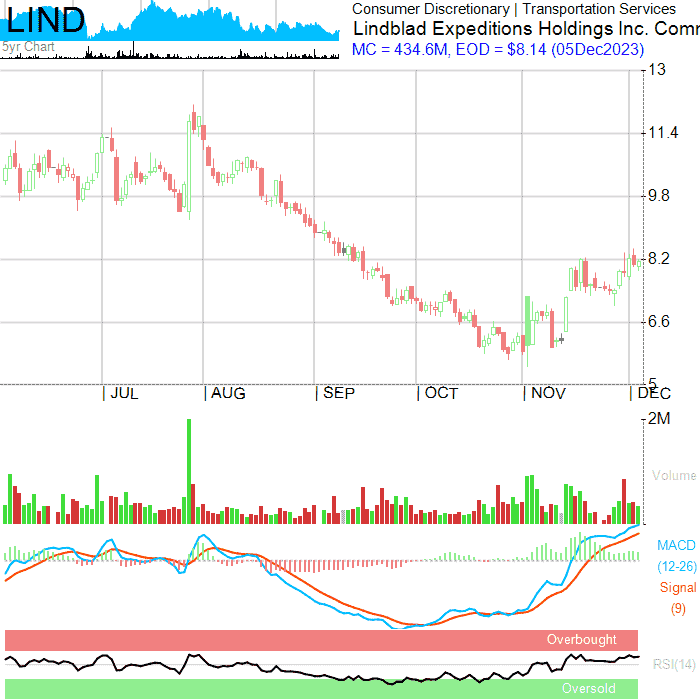 LIND
5yr Chart
Consumer Discretionary | Transportation Services
Lindblad Expeditions Holdings Inc. Comm
MC = 434.6M, EOD = $8.14 (05Dec2023)
13
11.4
9.8
8.2
6.6
5
| JUL | AUG | SEP | OCT | NOV | DEC
2M
Volume
MACD
(12-26)
Signal
(9)
Overbought
RSI(14)
Oversold